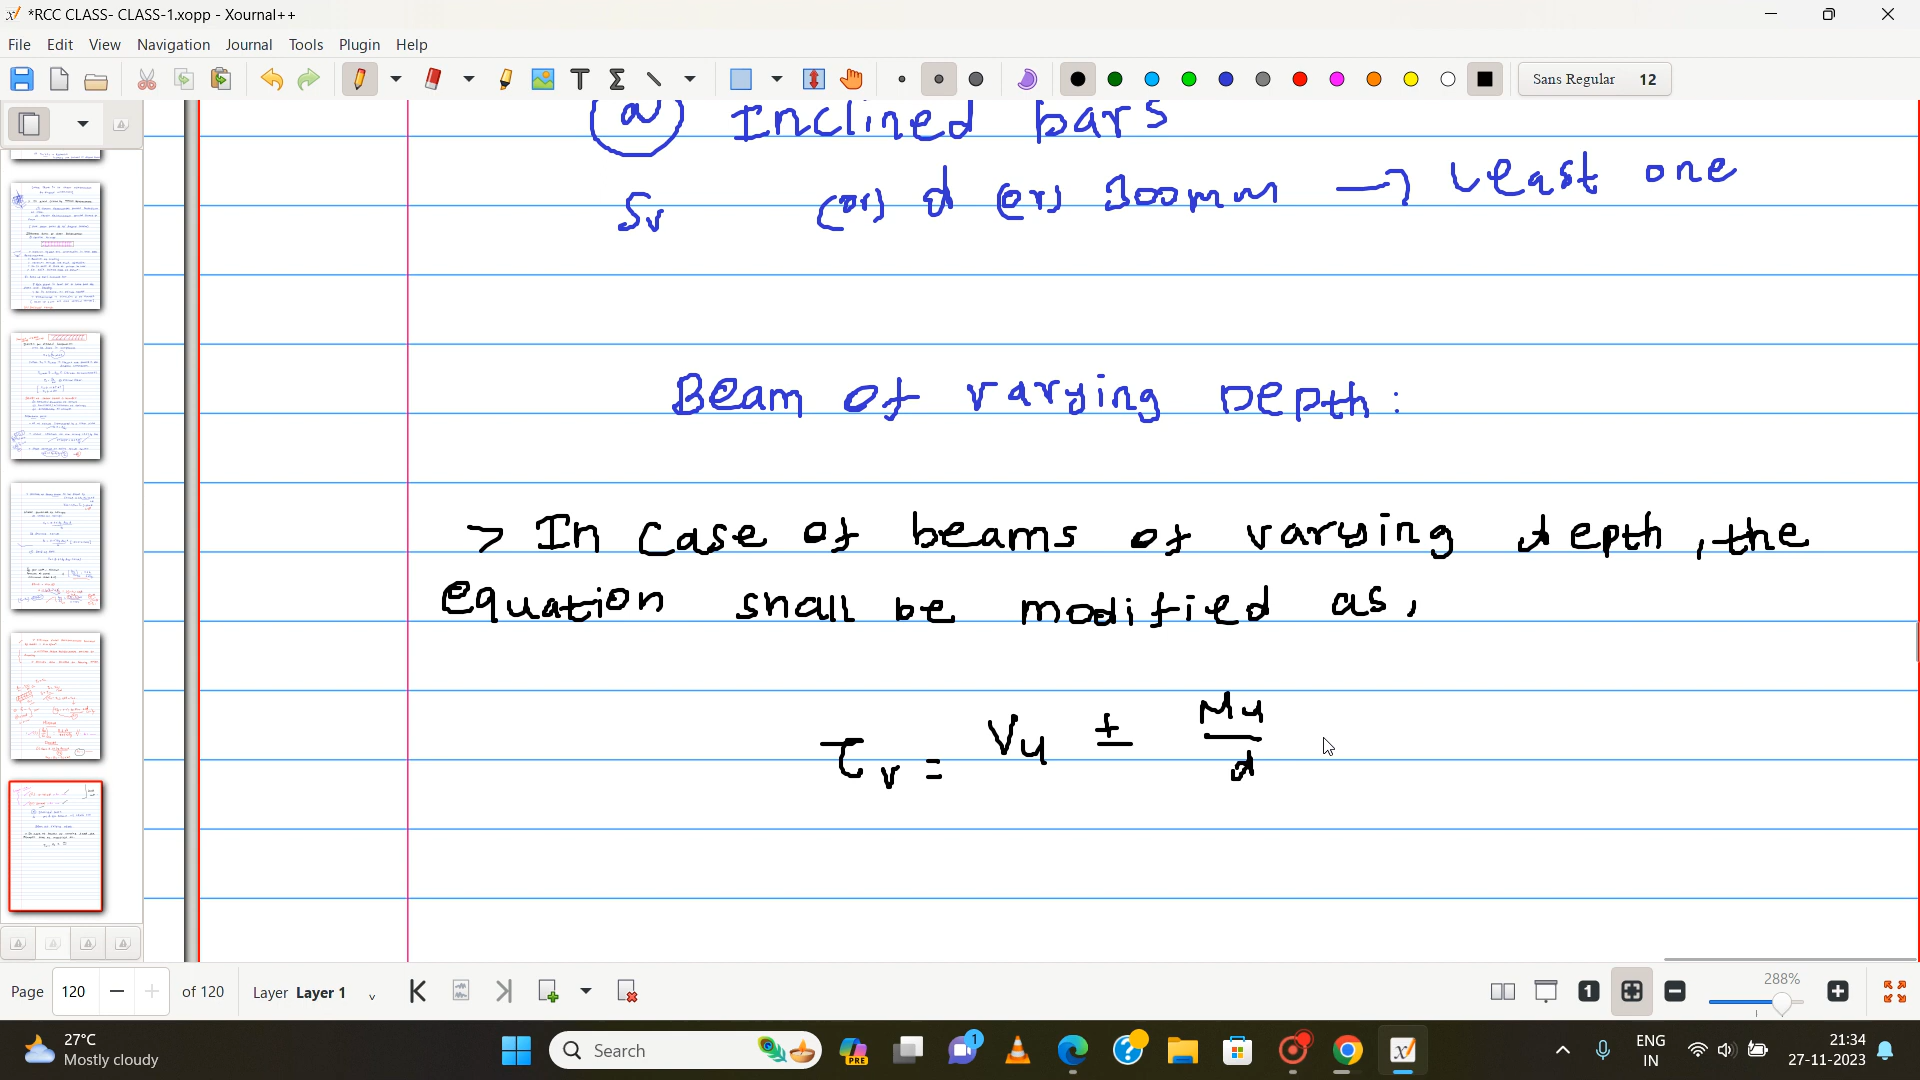 *RCC CLASS- CLASS-1.xopp - Xournal++
File Edit View Navigation Journal Tools Plugin Help
Sans Regular 12
(a) Inclined bars
Sv (or) d (or) 300mm → Least one
Beam of varying Depth :
> In case of beams of varying depth, the
equation shall be modified as,
τv = Vu ± Mu/d
Page 120 of 120 Layer Layer 1 288%
27°C
Mostly cloudy
Search
PRE
1
ENG
IN
21:34
27-11-2023